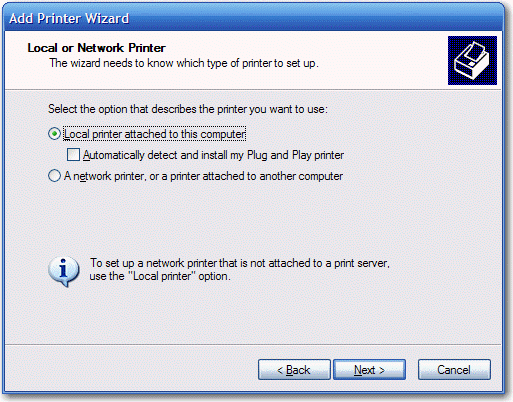 Add Printer Wizard
Local or Network Printer
The wizard needs to know which type of printer to set up.
Select the option that describes the printer you want to use:
Local printer attached to this computer
Automatically detect and install my Plug and Play printer
A network printer, or a printer attached to another computer
To set up a network printer that is not attached to a print server,
use the "Local printer" option.
< Back
Next >
Cancel